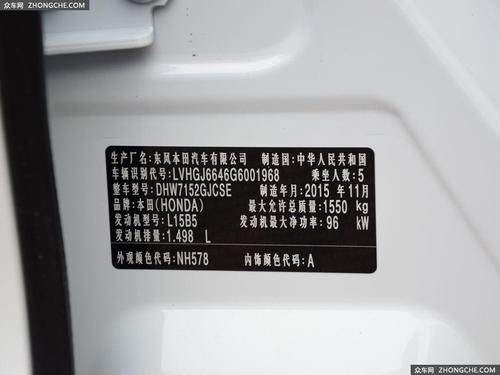 众车网 ZHONGCHE.COM
生产厂名:东风本田汽车有限公司 制造国:中华人民共和国
车辆识别代号:LVHGJ6646G6001968 乘坐人数:5
整车型号:DHW7152GJCSE 制造年月:2015 年11月
品牌:本田(HONDA) 最大允许总质量:1550 kg
发动机型号:L15B5 发动机最大净功率:96 kW
发动机排量:1.498 L
外观颜色代码:NH578 内饰颜色代码:A
众车网 ZHONGCHE.COM